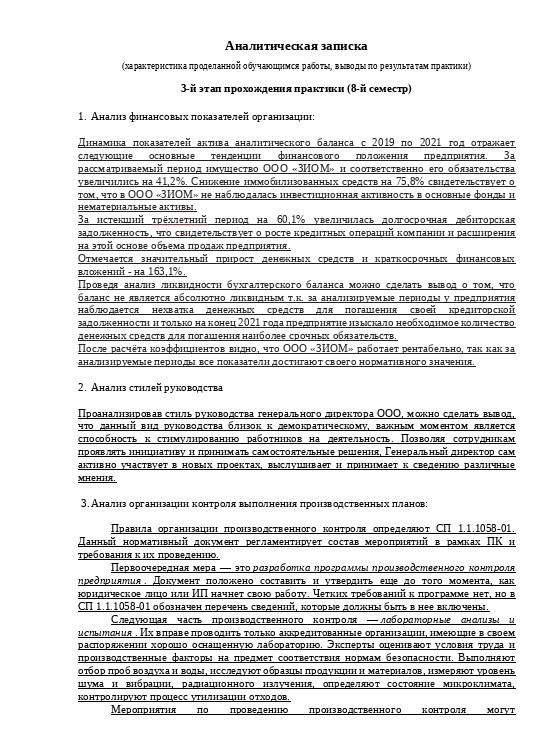 Аналитическая записка
(характеристика проделанной обучающимся работы, выводы по результатам практики)
3-й этап прохождения практики (8-й семестр)
1. Анализ финансовых показателей организации:
Динамика показателей актива аналитического баланса с 2019 по 2021 год отражает
следующие основные тенденции финансового положения предприятия. За
рассматриваемый период имущество ООО «ЗИОМ» и соответственно его обязательства
увеличились на 41,2%. Снижение иммобилизованных средств на 75,8% свидетельствует о
том, что в ООО «ЗИОМ» не наблюдалась инвестиционная активность в основные фонды и
нематериальные активы.
За истекший трёхлетний период на 60,1% увеличилась долгосрочная дебиторская
задолженность, что свидетельствует о росте кредитных операций компании и расширения
на этой основе объема продаж предприятия.
Отмечается значительный прирост денежных средств и краткосрочных финансовых
вложений - на 163,1%.
Проведя анализ ликвидности бухгалтерского баланса можно сделать вывод о том, что
баланс не является абсолютно ликвидным т.к. за анализируемые периоды у предприятия
наблюдается нехватка денежных средств для погашения своей кредиторской
задолженности и только на конец 2021 года предприятие изыскало необходимое количество
денежных средств для погашения наиболее срочных обязательств.
После расчёта коэффициентов видно, что ООО «ЗИОМ» работает рентабельно, так как за
анализируемые периоды все показатели достигают своего нормативного значения.
2. Анализ стилей руководства
Проанализировав стиль руководства генерального директора ООО, можно сделать вывод,
что данный вид руководства близок к демократическому, важным моментом является
способность к стимулированию работников на деятельность. Позволяя сотрудникам
проявлять инициативу и принимать самостоятельные решения, Генеральный директор сам
активно участвует в новых проектах, выслушивает и принимает к сведению различные
мнения.
3. Анализ организации контроля выполнения производственных планов:
Правила организации производственного контроля определяют СП 1.1.1058-01.
Данный нормативный документ регламентирует состав мероприятий в рамках ПК и
требования к их проведению.
Первоочередная мера — это разработка программы производственного контроля
предприятия . Документ положено составить и утвердить еще до того момента, как
юридическое лицо или ИП начнет свою работу. Четких требований к программе нет, но в
СП 1.1.1058-01 обозначен перечень сведений, которые должны быть в нее включены.
Следующая часть производственного контроля — лабораторные анализы и
испытания . Их вправе проводить только аккредитованные организации, имеющие в своем
распоряжении хорошо оснащенную лабораторию. Эксперты оценивают условия труда и
производственные факторы на предмет соответствия нормам безопасности. Выполняют
отбор проб воздуха и воды, исследуют образцы продукции и материалов, измеряют уровень
шума и вибрации, радиационного излучения, определяют состояние микроклимата,
контролируют процесс утилизации отходов.
Мероприятия по проведению производственного контроля могут